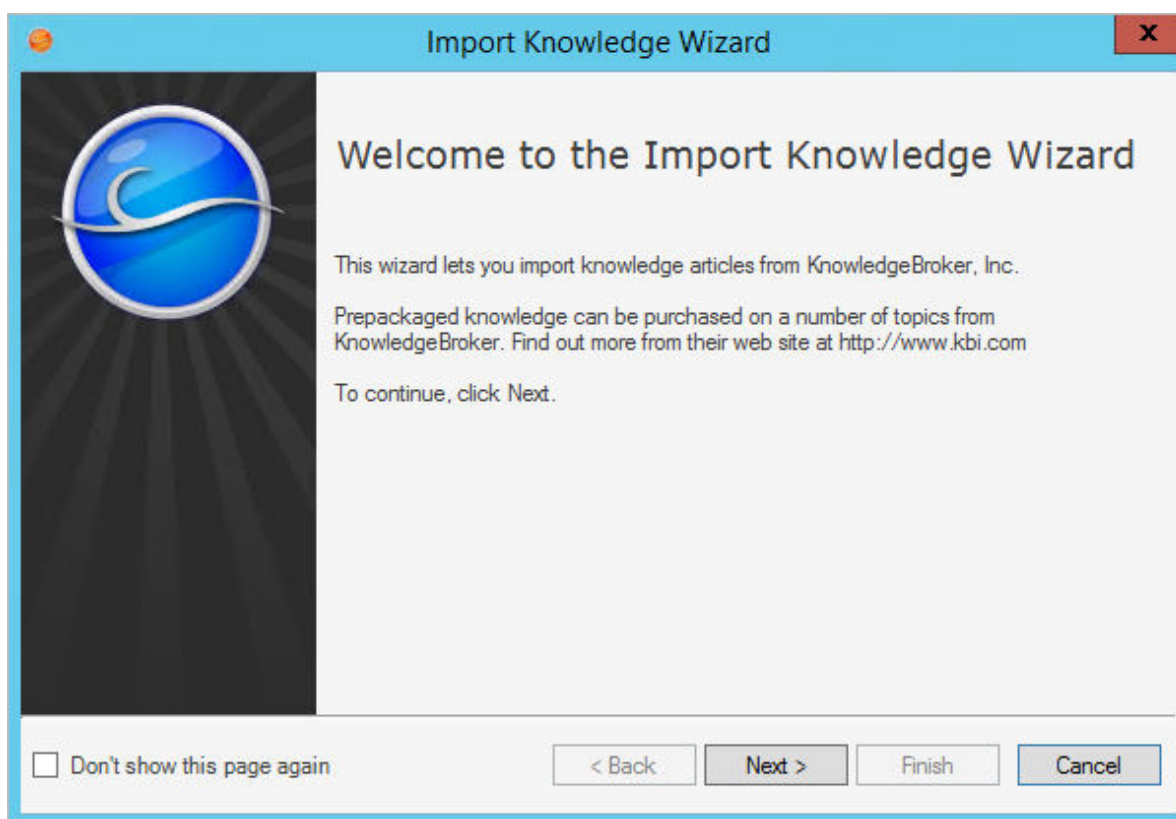 Import Knowledge Wizard
x
Welcome to the Import Knowledge Wizard
This wizard lets you import knowledge articles from KnowledgeBroker, Inc.
Prepackaged knowledge can be purchased on a number of topics from
KnowledgeBroker. Find out more from their web site at http://www.kbi.com
To continue, click Next.
Don't show this page again
< Back
Next >
Finish
Cancel